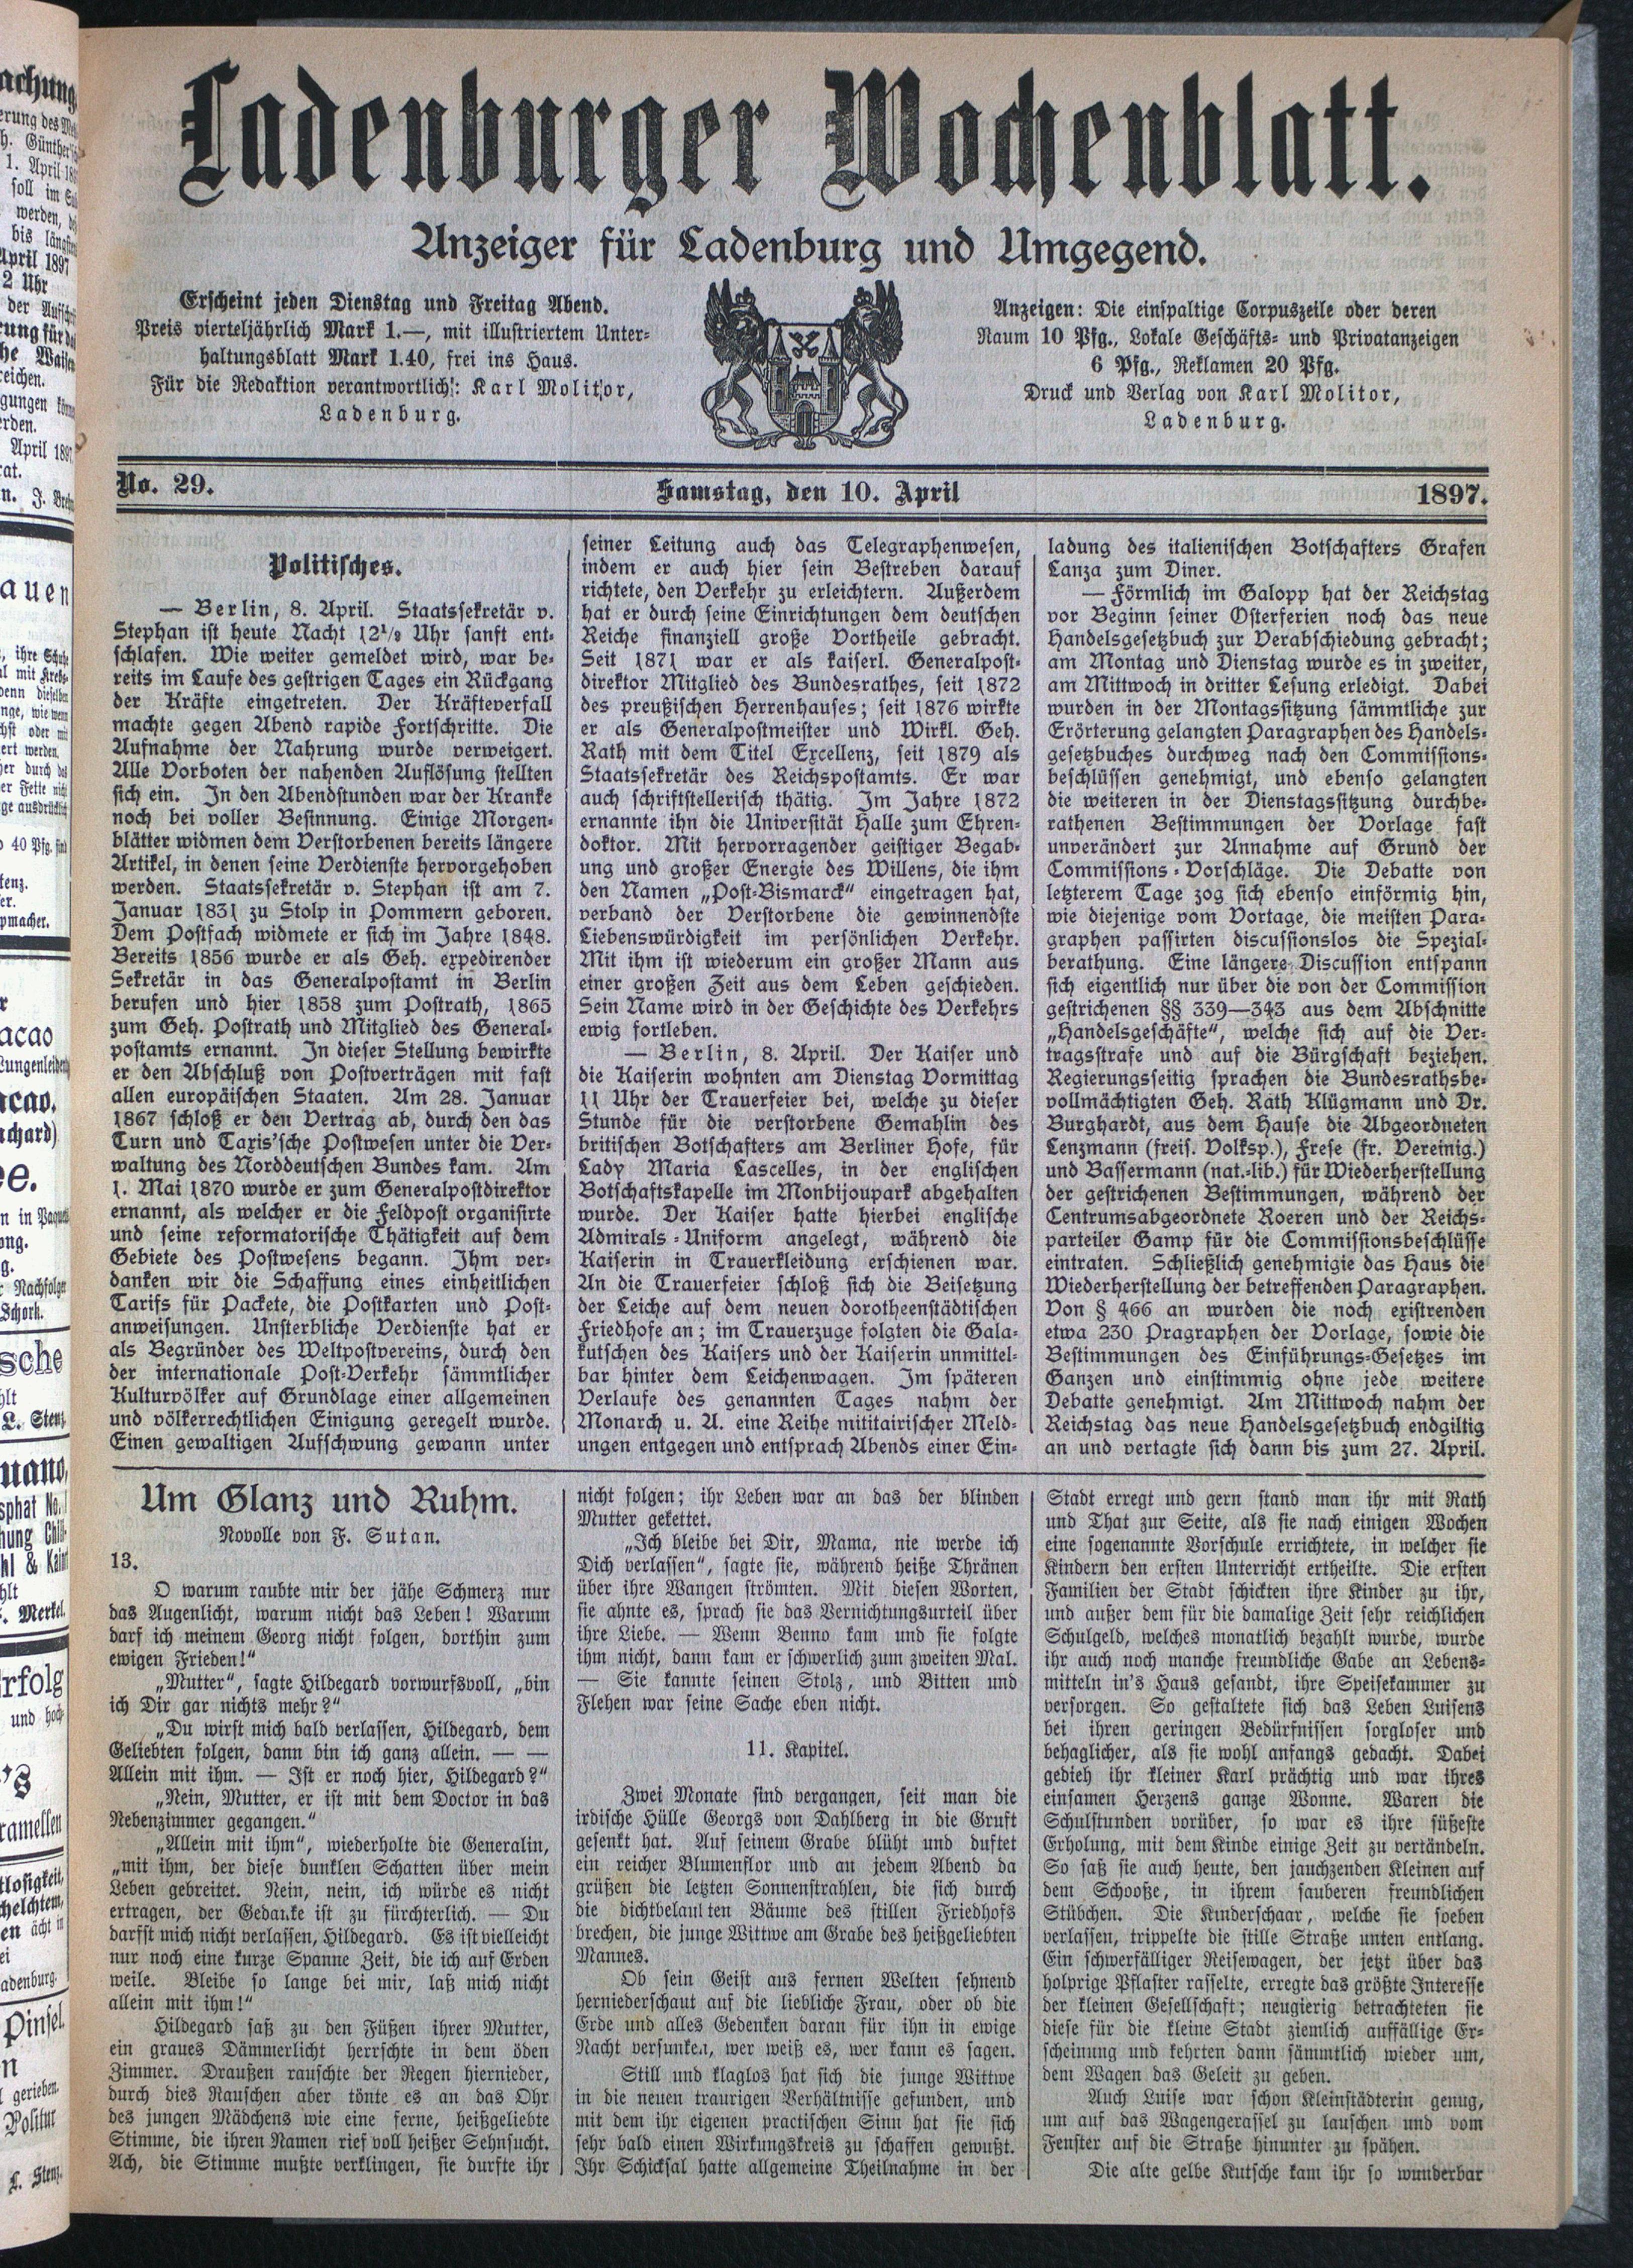 Ladenburger Wochenblatt.
Anzeiger für Ladenburg und Umgegend.
Erscheint jeden Dienstag und Freitag Abend.
Preis vierteljährlich Mark 1.—, mit illustriertem Unter-
haltungsblatt Mark 1.40, frei ins Haus.
Für die Redaktion verantwortlich: Karl Molitor,
Ladenburg.
Anzeigen: Die einspaltige Corpuszeile oder deren
Raum 10 Pfg., Lokale Geschäfts- und Privatanzeigen
6 Pfg., Reklamen 20 Pfg.
Druck und Verlag von Karl Molitor,
Ladenburg.
No. 29.
Samstag, den 10. April
1897.
Politisches.
— Berlin, 8. April. Staatssekretär v.
Stephan ist heute Nacht 12½ Uhr sanft ent-
schlafen. Wie weiter gemeldet wird, war be-
reits im Laufe des gestrigen Tages ein Rückgang
der Kräfte eingetreten. Der Kräfteverfall
machte gegen Abend rapide Fortschritte. Die
Aufnahme der Nahrung wurde verweigert.
Alle Vorboten der nahenden Auflösung stellten
sich ein. In den Abendstunden war der Kranke
noch bei voller Besinnung. Einige Morgen-
blätter widmen dem Verstorbenen bereits längere
Artikel, in denen seine Verdienste hervorgehoben
werden. Staatssekretär v. Stephan ist am 7.
Januar 1831 zu Stolp in Pommern geboren.
Dem Postfach widmete er sich im Jahre 1848.
Bereits 1856 wurde er als Geh. expedirender
Sekretär in das Generalpostamt in Berlin
berufen und hier 1858 zum Postrath, 1865
zum Geh. Postrath und Mitglied des General-
postamts ernannt. In dieser Stellung bewirkte
er den Abschluß von Postverträgen mit fast
allen europäischen Staaten. Am 28. Januar
1867 schloß er den Vertrag ab, durch den das
Turn und Taxis'sche Postwesen unter die Ver-
waltung des Norddeutschen Bundes kam. Am
1. Mai 1870 wurde er zum Generalpostdirektor
ernannt, als welcher er die Feldpost organisirte
und seine reformatorische Thätigkeit auf dem
Gebiete des Postwesens begann. Ihm ver-
danken wir die Schaffung eines einheitlichen
Tarifs für Packete, die Postkarten und Post-
anweisungen. Unsterbliche Verdienste hat er
als Begründer des Weltpostvereins, durch den
der internationale Post-Verkehr sämmtlicher
Kulturvölker auf Grundlage einer allgemeinen
und völkerrechtlichen Einigung geregelt wurde.
Einen gewaltigen Aufschwung gewann unter
seiner Leitung auch das Telegraphenwesen,
indem er auch hier sein Bestreben darauf
richtete, den Verkehr zu erleichtern. Außerdem
hat er durch seine Einrichtungen dem deutschen
Reiche finanziell große Vortheile gebracht.
Seit 1871 war er als kaiserl. Generalpost-
direktor Mitglied des Bundesrathes, seit 1872
des preußischen Herrenhauses; seit 1876 wirkte
er als Generalpostmeister und Wirkl. Geh.
Rath mit dem Titel Excellenz, seit 1879 als
Staatssekretär des Reichspostamts. Er war
auch schriftstellerisch thätig. Im Jahre 1872
ernannte ihn die Universität Halle zum Ehren-
doktor. Mit hervorragender geistiger Begab-
ung und großer Energie des Willens, die ihm
den Namen „Post-Bismarck“ eingetragen hat,
verband der Verstorbene die gewinnendste
Liebenswürdigkeit im persönlichen Verkehr.
Mit ihm ist wiederum ein großer Mann aus
einer großen Zeit aus dem Leben geschieden.
Sein Name wird in der Geschichte des Verkehrs
ewig fortleben.
— Berlin, 8. April. Der Kaiser und
die Kaiserin wohnten am Dienstag Vormittag
11 Uhr der Trauerfeier bei, welche zu dieser
Stunde für die verstorbene Gemahlin des
britischen Botschafters am Berliner Hofe, für
Lady Maria Lascelles, in der englischen
Botschaftskapelle im Monbijoupark abgehalten
wurde. Der Kaiser hatte hierbei englische
Admirals-Uniform angelegt, während die
Kaiserin in Trauerkleidung erschienen war.
An die Trauerfeier schloß sich die Beisetzung
der Leiche auf dem neuen dorotheenstädtischen
Friedhofe an; im Trauerzuge folgten die Gala-
kutschen des Kaisers und der Kaiserin unmittel-
bar hinter dem Leichenwagen. Im späteren
Verlaufe des genannten Tages nahm der
Monarch u. A. eine Reihe mititairischer Meld-
ungen entgegen und entsprach Abends einer Ein-
ladung des italienischen Botschafters Grafen
Lanza zum Diner.
— Förmlich im Galopp hat der Reichstag
vor Beginn seiner Osterferien noch das neue
Handelsgesetzbuch zur Verabschiedung gebracht;
am Montag und Dienstag wurde es in zweiter,
am Mittwoch in dritter Lesung erledigt. Dabei
wurden in der Montagssitzung sämmtliche zur
Erörterung gelangten Paragraphen des Handels-
gesetzbuches durchweg nach den Commissions-
beschlüssen genehmigt, und ebenso gelangten
die weiteren in der Dienstagssitzung durchbe-
rathenen Bestimmungen der Vorlage fast
unverändert zur Annahme auf Grund der
Commissions-Vorschläge. Die Debatte von
letzterem Tage zog sich ebenso einförmig hin,
wie diejenige vom Vortage, die meisten Para-
graphen passirten discussionslos die Spezial-
berathung. Eine längere Discussion entspann
sich eigentlich nur über die von der Commission
gestrichenen §§ 339—343 aus dem Abschnitte
„Handelsgeschäfte“, welche sich auf die Ver-
tragsstrafe und auf die Bürgschaft beziehen.
Regierungsseitig sprachen die Bundesrathsbe-
vollmächtigten Geh. Rath Klügmann und Dr.
Burghardt, aus dem Hause die Abgeordneten
Lenzmann (freis. Volksp.), Frese (fr. Vereinig.)
und Bassermann (nat.-lib.) für Wiederherstellung
der gestrichenen Bestimmungen, während der
Centrumsabgeordnete Roeren und der Reichs-
parteiler Gamp für die Commissionsbeschlüsse
eintraten. Schließlich genehmigie das Haus die
Wiederherstellung der betreffenden Paragraphen.
Von § 466 an wurden die noch existrenden
etwa 230 Pragraphen der Vorlage, sowie die
Bestimmungen des Einführungs-Gesetzes im
Ganzen und einstimmig ohne jede weitere
Debatte genehmigt. Am Mittwoch nahm der
Reichstag das neue Handelsgesetzbuch endgiltig
an und vertagte sich dann bis zum 27. April.
Um Glanz und Ruhm.
Novolle von F. Sutan.
13.
O warum raubte mir der jähe Schmerz nur
das Augenlicht, warum nicht das Leben! Warum
darf ich meinem Georg nicht folgen, dorthin zum
ewigen Frieden!“
„Mutter“, sagte Hildegard vorwurfsvoll, „bin
ich Dir gar nichts mehr?“
„Du wirst mich bald verlassen, Hildegard, dem
Geliebten folgen, dann bin ich ganz allein. — —
Allein mit ihm. — Ist er noch hier, Hildegard?“
„Nein, Mutter, er ist mit dem Doctor in das
Nebenzimmer gegangen.“
„Allein mit ihm“, wiederholte die Generalin,
„mit ihm, der diese dunklen Schatten über mein
Leben gebreitet. Nein, nein, ich würde es nicht
ertragen, der Gedanke ist zu fürchterlich. — Du
darfst mich nicht verlassen, Hildegard. Es ist vielleicht
nur noch eine kurze Spanne Zeit, die ich auf Erden
weile. Bleibe so lange bei mir, laß mich nicht
allein mit ihm!“
Hildegard saß zu den Füßen ihrer Mutter,
ein graues Dämmerlicht herrschte in dem öden
Zimmer. Draußen rauschte der Regen hiernieder,
durch dies Rauschen aber tönte es an das Ohr
des jungen Mädchens wie eine ferne, heißgeliebte
Stimme, die ihren Namen rief voll heißer Sehnsucht.
Ach, die Stimme mußte verklingen, sie durfte ihr
nicht folgen; ihr Leben war an das der blinden
Mutter gekettet.
„Ich bleibe bei Dir, Mama, nie werde ich
Dich verlassen“, sagte sie, während heiße Thränen
über ihre Wangen strömten. Mit diesen Worten,
sie ahnte es, sprach sie das Vernichtungsurteil über
ihre Liebe. — Wenn Benno kam und sie folgte
ihm nicht, dann kam er schwerlich zum zweiten Mal.
— Sie kannte seinen Stolz, und Bitten und
Flehen war seine Sache eben nicht.
11. Kapitel.
Zwei Monate sind vergangen, seit man die
irdische Hülle Georgs von Dahlberg in die Gruft
gesenkt hat. Auf seinem Grabe blüht und duftet
ein reicher Blumenflor und an jedem Abend da
grüßen die letzten Sonnenstrahlen, die sich durch
die dichtbelaubten Bäume des stillen Friedhofs
brechen, die junge Wittwe am Grabe des heißgeliebten
Mannes.
Ob sein Geist aus fernen Welten sehnend
herniederschaut auf die liebliche Frau, oder ob die
Erde und alles Gedenken daran für ihn in ewige
Nacht versunken, wer weiß es, wer kann es sagen.
Still und klaglos hat sich die junge Wittwe
in die neuen traurigen Verhältnisse gefunden, und
mit dem ihr eigenen practischen Sinn hat sie sich
sehr bald einen Wirkungskreis zu schaffen gewußt.
Ihr Schicksal hatte allgemeine Theilnahme in der
Stadt erregt und gern stand man ihr mit Rath
und That zur Seite, als sie nach einigen Wochen
eine sogenannte Vorschule errichtete, in welcher sie
Kindern den ersten Unterricht ertheilte. Die ersten
Familien der Stadt schickten ihre Kinder zu ihr,
und außer dem für die damalige Zeit sehr reichlichen
Schulgeld, welches monatlich bezahlt wurde, wurde
ihr auch noch manche freundliche Gabe an Lebens-
mitteln in's Haus gesandt, ihre Speisekammer zu
versorgen. So gestaltete sich das Leben Luisens
bei ihren geringen Bedürfnissen sorgloser und
behaglicher, als sie wohl anfangs gedacht. Dabei
gedieh ihr kleiner Karl prächtig und war ihres
einsamen Herzens ganze Wonne. Waren die
Schulstunden vorüber, so war es ihre süßeste
Erholung, mit dem Kinde einige Zeit zu vertändeln.
So saß sie auch heute, den jauchzenden Kleinen auf
dem Schooße, in ihrem sauberen freundlichen
Stübchen. Die Kinderschaar, welche sie soeben
verlassen, trippelte die stille Straße unten entlang.
Ein schwerfälliger Reisewagen, der jetzt über das
holprige Pflaster rasselte, erregte das größte Interesse
der kleinen Gesellschaft; neugierig betrachteten sie
diese für die kleine Stadt ziemlich auffällige Er-
scheinung und kehrten dann sämmtlich wieder um,
dem Wagen das Geleit zu geben.
Auch Luise war schon Kleinstädterin genug,
um auf das Wagengerassel zu lauschen und vom
Fenster auf die Straße hinunter zu spähen.
Die alte gelbe Kutsche kam ihr so wunderbar